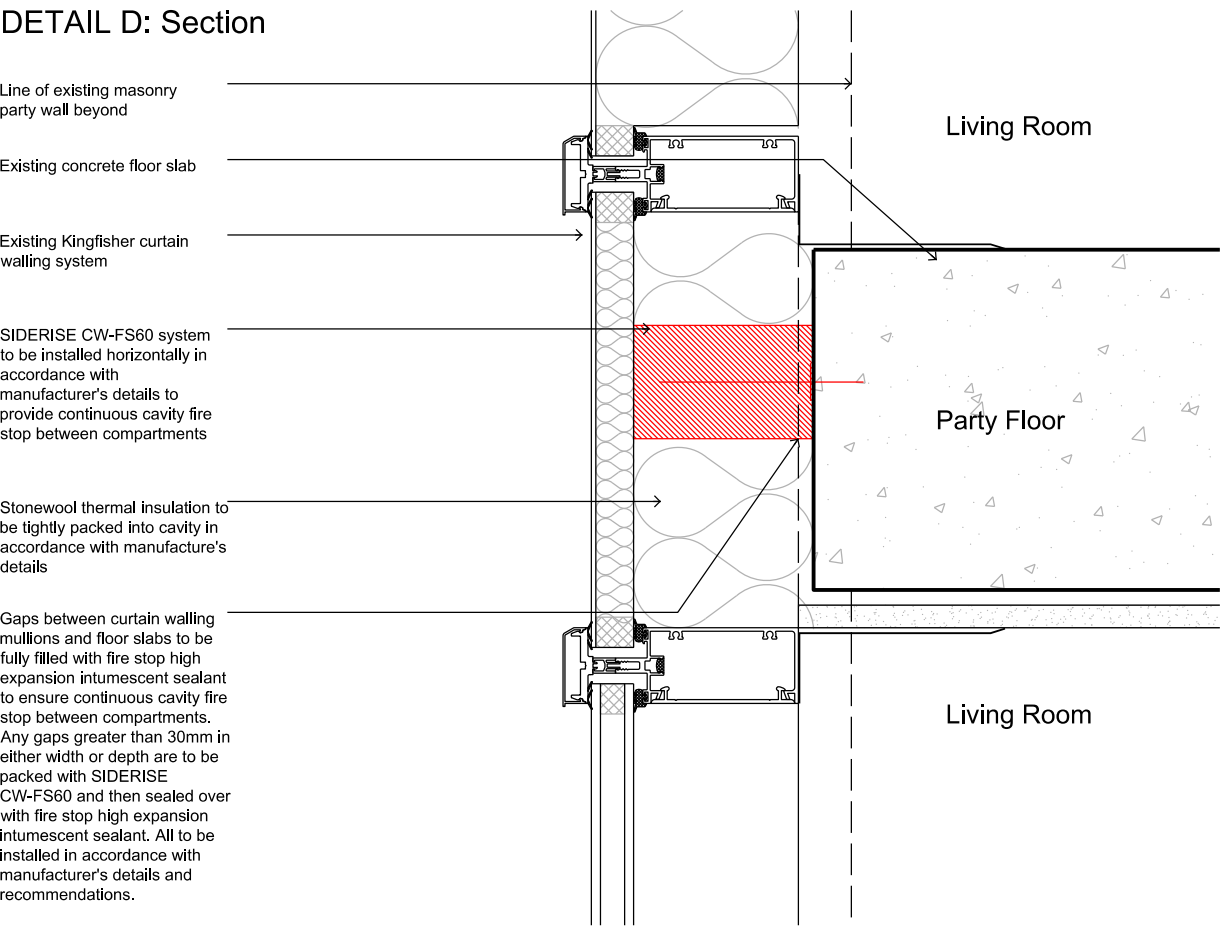 DETAIL D: Section
Line of existing masonry
party wall beyond
Living Room
Existing concrete floor slab
Existing Kingfisher curtain
walling system
SIDERISE CW-FS60 system
to be installed horizontally in
accordance with
manufacturer's details to
provide continuous cavity fire
stop between compartments
Party Floor
Stonewool thermal insulation to
be tightly packed into cavity in
accordance with manufacture's
details
Gaps between curtain walling
mullions and floor slabs to be
fully filled with fire stop high
expansion intumescent sealant
to ensure continuous cavity fire
stop between compartments.
Any gaps greater than 30mm in
either width or depth are to be
packed with SIDERISE
CW-FS60 and then sealed over
with fire stop high expansion
intumescent sealant. All to be
installed in accordance with
manufacturer's details and
recommendations.
Living Room